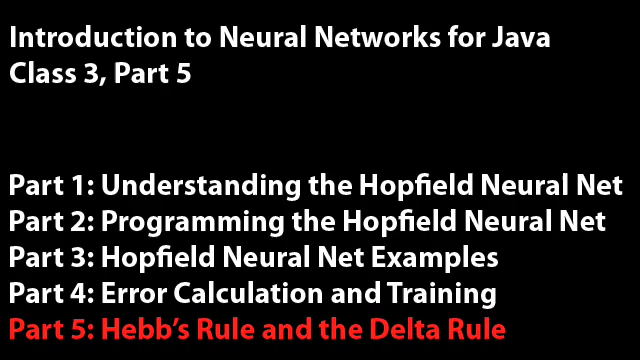 Introduction to Neural Networks for Java
Class 3, Part 5
Part 1: Understanding the Hopfield Neural Net
Part 2: Programming the Hopfield Neural Net
Part 3: Hopfield Neural Net Examples
Part 4: Error Calculation and Training
Part 5: Hebb’s Rule and the Delta Rule